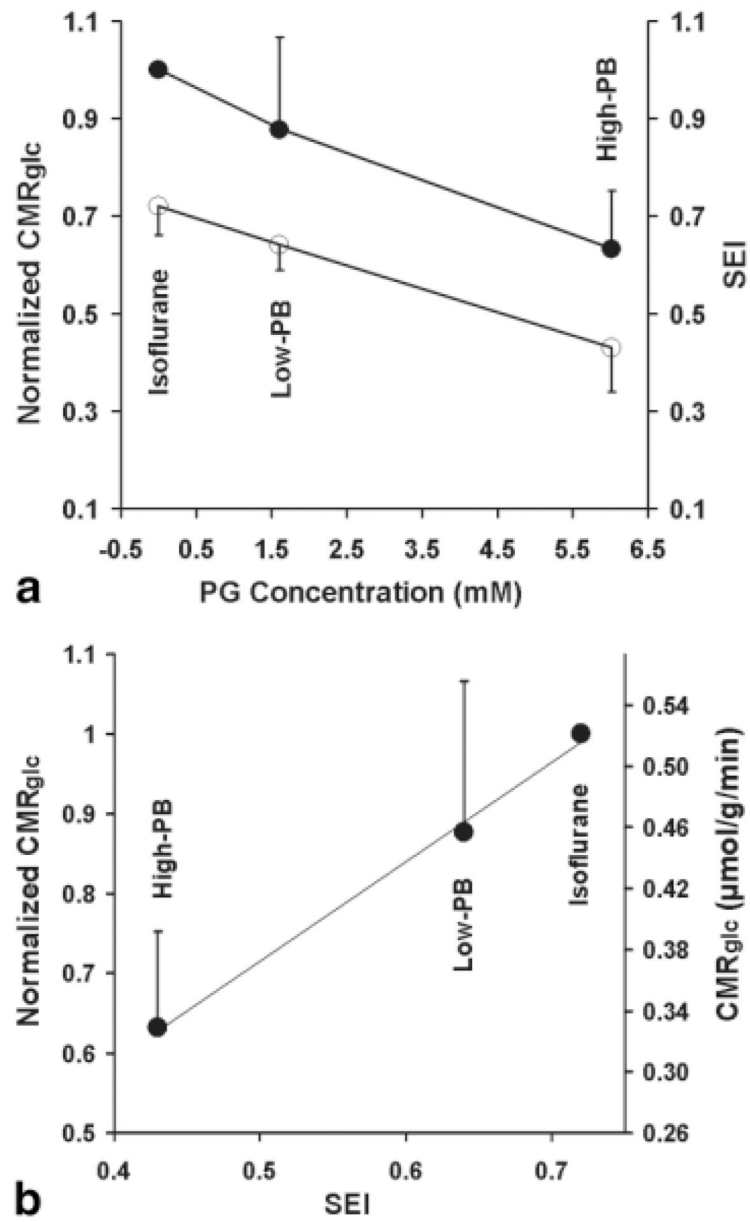 1.1
0.9
0.7
0.5
0.3
0.1
Normalized CMRglc
1.1
0.9
0.7
0.5
0.3
0.1
SEI
Isoflurane
Low-PB
High-PB
-0.5 0.5 1.5 2.5 3.5 4.5 5.5 6.5
PG Concentration (mM)
a
1.1
1
0.9
0.8
0.7
0.6
0.5
Normalized CMRglc
0.54
0.50
0.46
0.42
0.38
0.34
0.30
0.26
CMRglc (μmol/g/min)
High-PB
Low-PB
Isoflurane
0.4 0.5 0.6 0.7
SEI
b